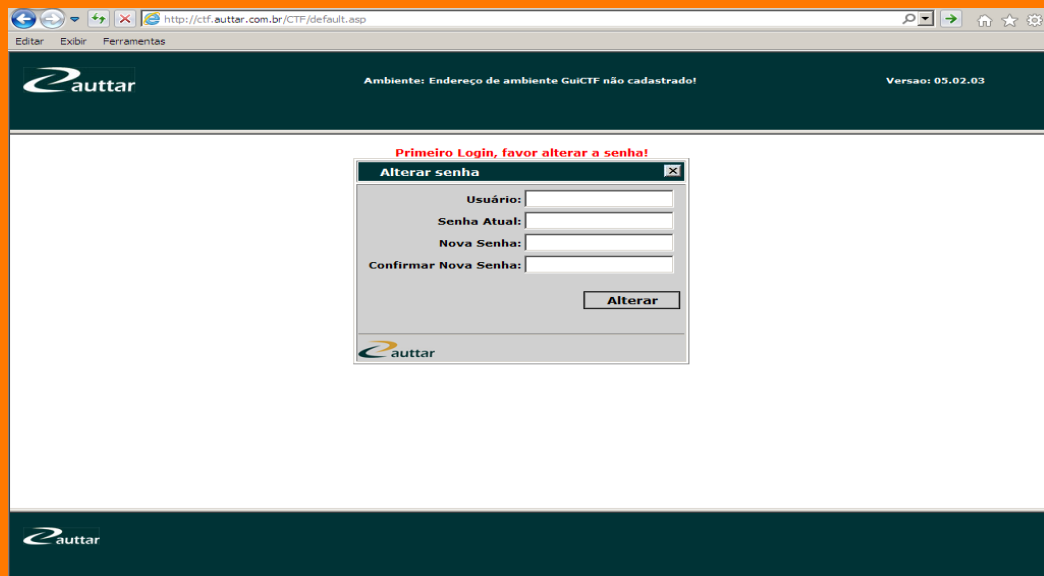 http://ctf.auttar.com.br/CTF/default.asp
Editar Exibir Ferramentas
auttar
Ambiente: Endereço de ambiente GuiCTF não cadastrado!
Versao: 05.02.03
Primeiro Login, favor alterar a senha!
Alterar senha
Usuário:
Senha Atual:
Nova Senha:
Confirmar Nova Senha:
Alterar
auttar
auttar